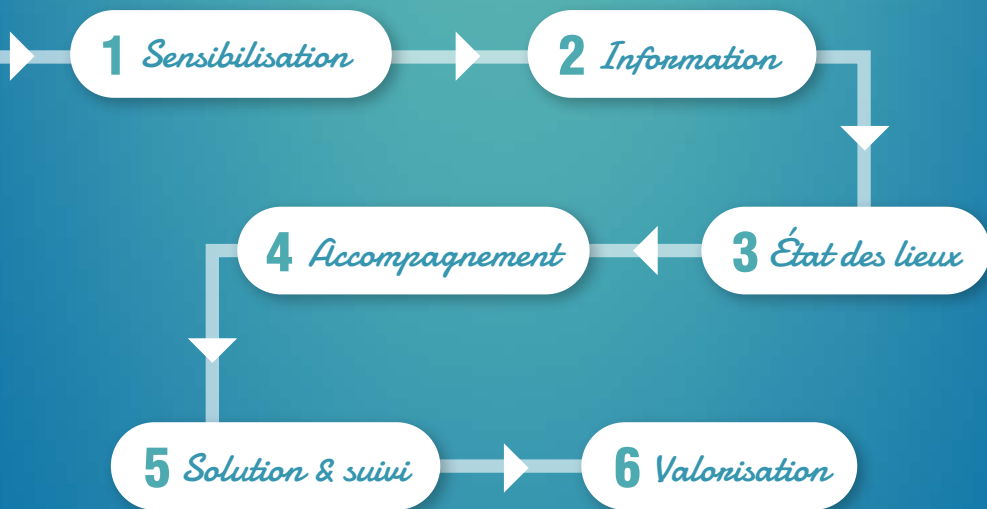 1 Sensibilisation
2 Information
3 État des lieux
4 Accompagnement
5 Solution & suivi
6 Valorisation